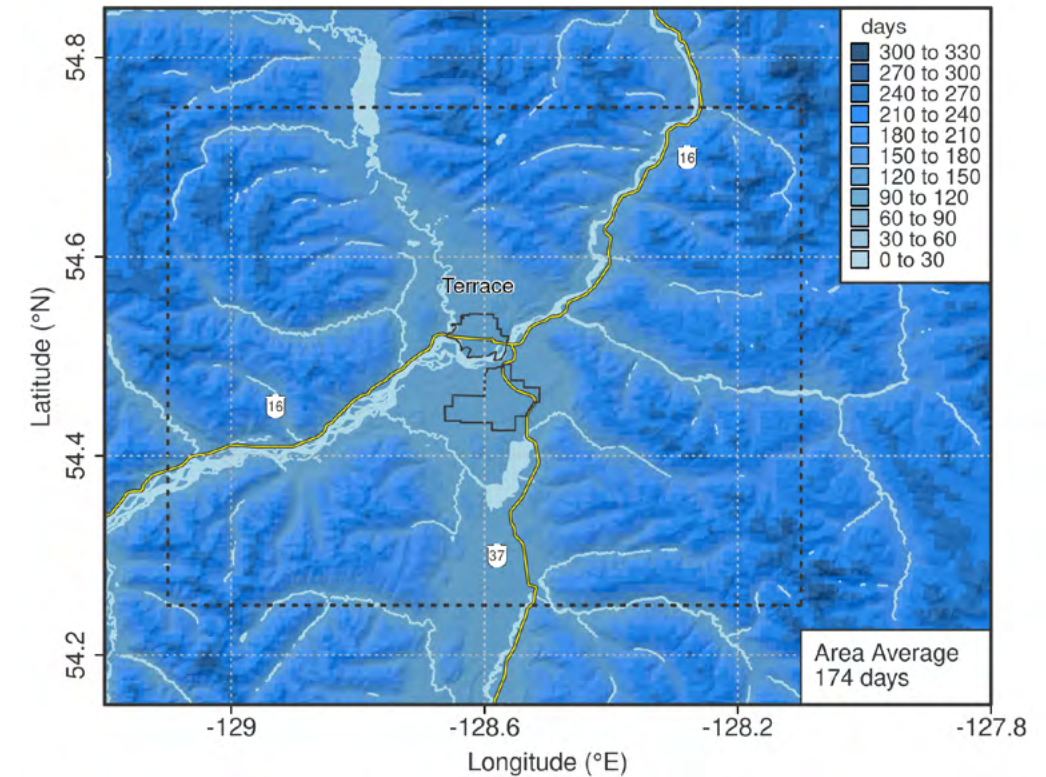 days
300 to 330
270 to 300
240 to 270
210 to 240
180 to 210
150 to 180
120 to 150
90 to 120
60 to 90
30 to 60
0 to 30
54.8
54.6
54.4
54.2
Latitude (°N)
16
Terrace
16
37
Area Average
174 days
-129
-128.6
-128.2
-127.8
Longitude (°E)